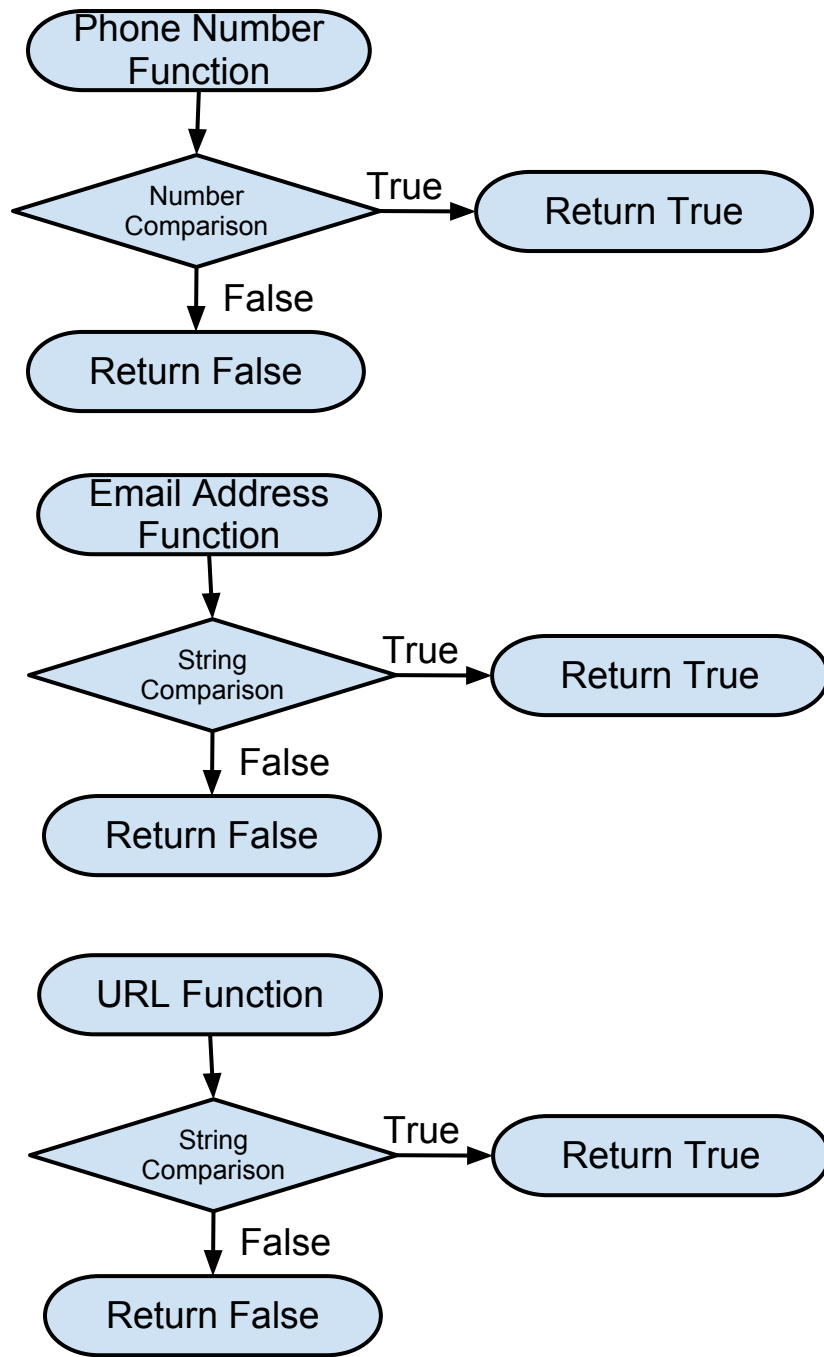 Phone Number
Function
Number
Comparison
True
Return True
False
Return False
Email Address
Function
String
Comparison
True
Return True
False
Return False
URL Function
String
Comparison
True
Return True
False
Return False